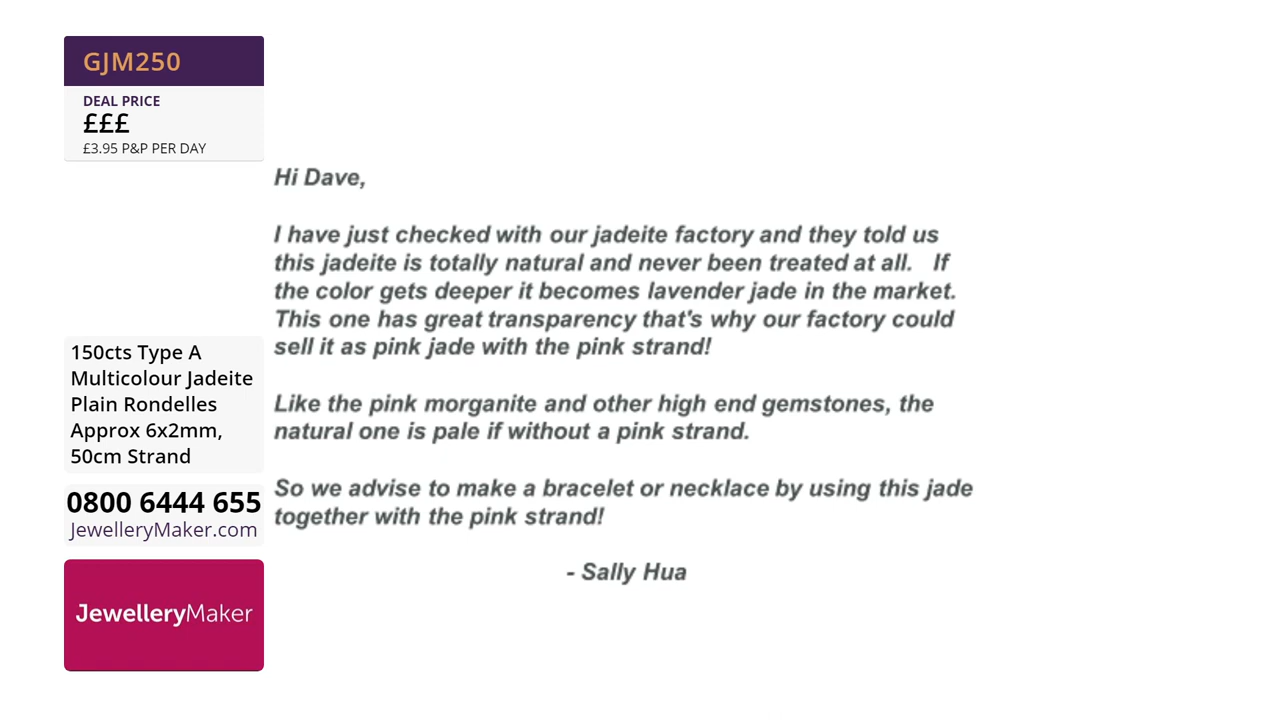 GJM250
DEAL PRICE
£££
£3.95 P&P PER DAY
Hi Dave,
I have just checked with our jadeite factory and they told us
this jadeite is totally natural and never been treated at all.   If
the color gets deeper it becomes lavender jade in the market.
This one has great transparency that's why our factory could
sell it as pink jade with the pink strand!
Like the pink morganite and other high end gemstones, the
natural one is pale if without a pink strand.
So we advise to make a bracelet or necklace by using this jade
together with the pink strand!
- Sally Hua
150cts Type A
Multicolour Jadeite
Plain Rondelles
Approx 6x2mm,
50cm Strand
0800 6444 655
JewelleryMaker.com
JewelleryMaker